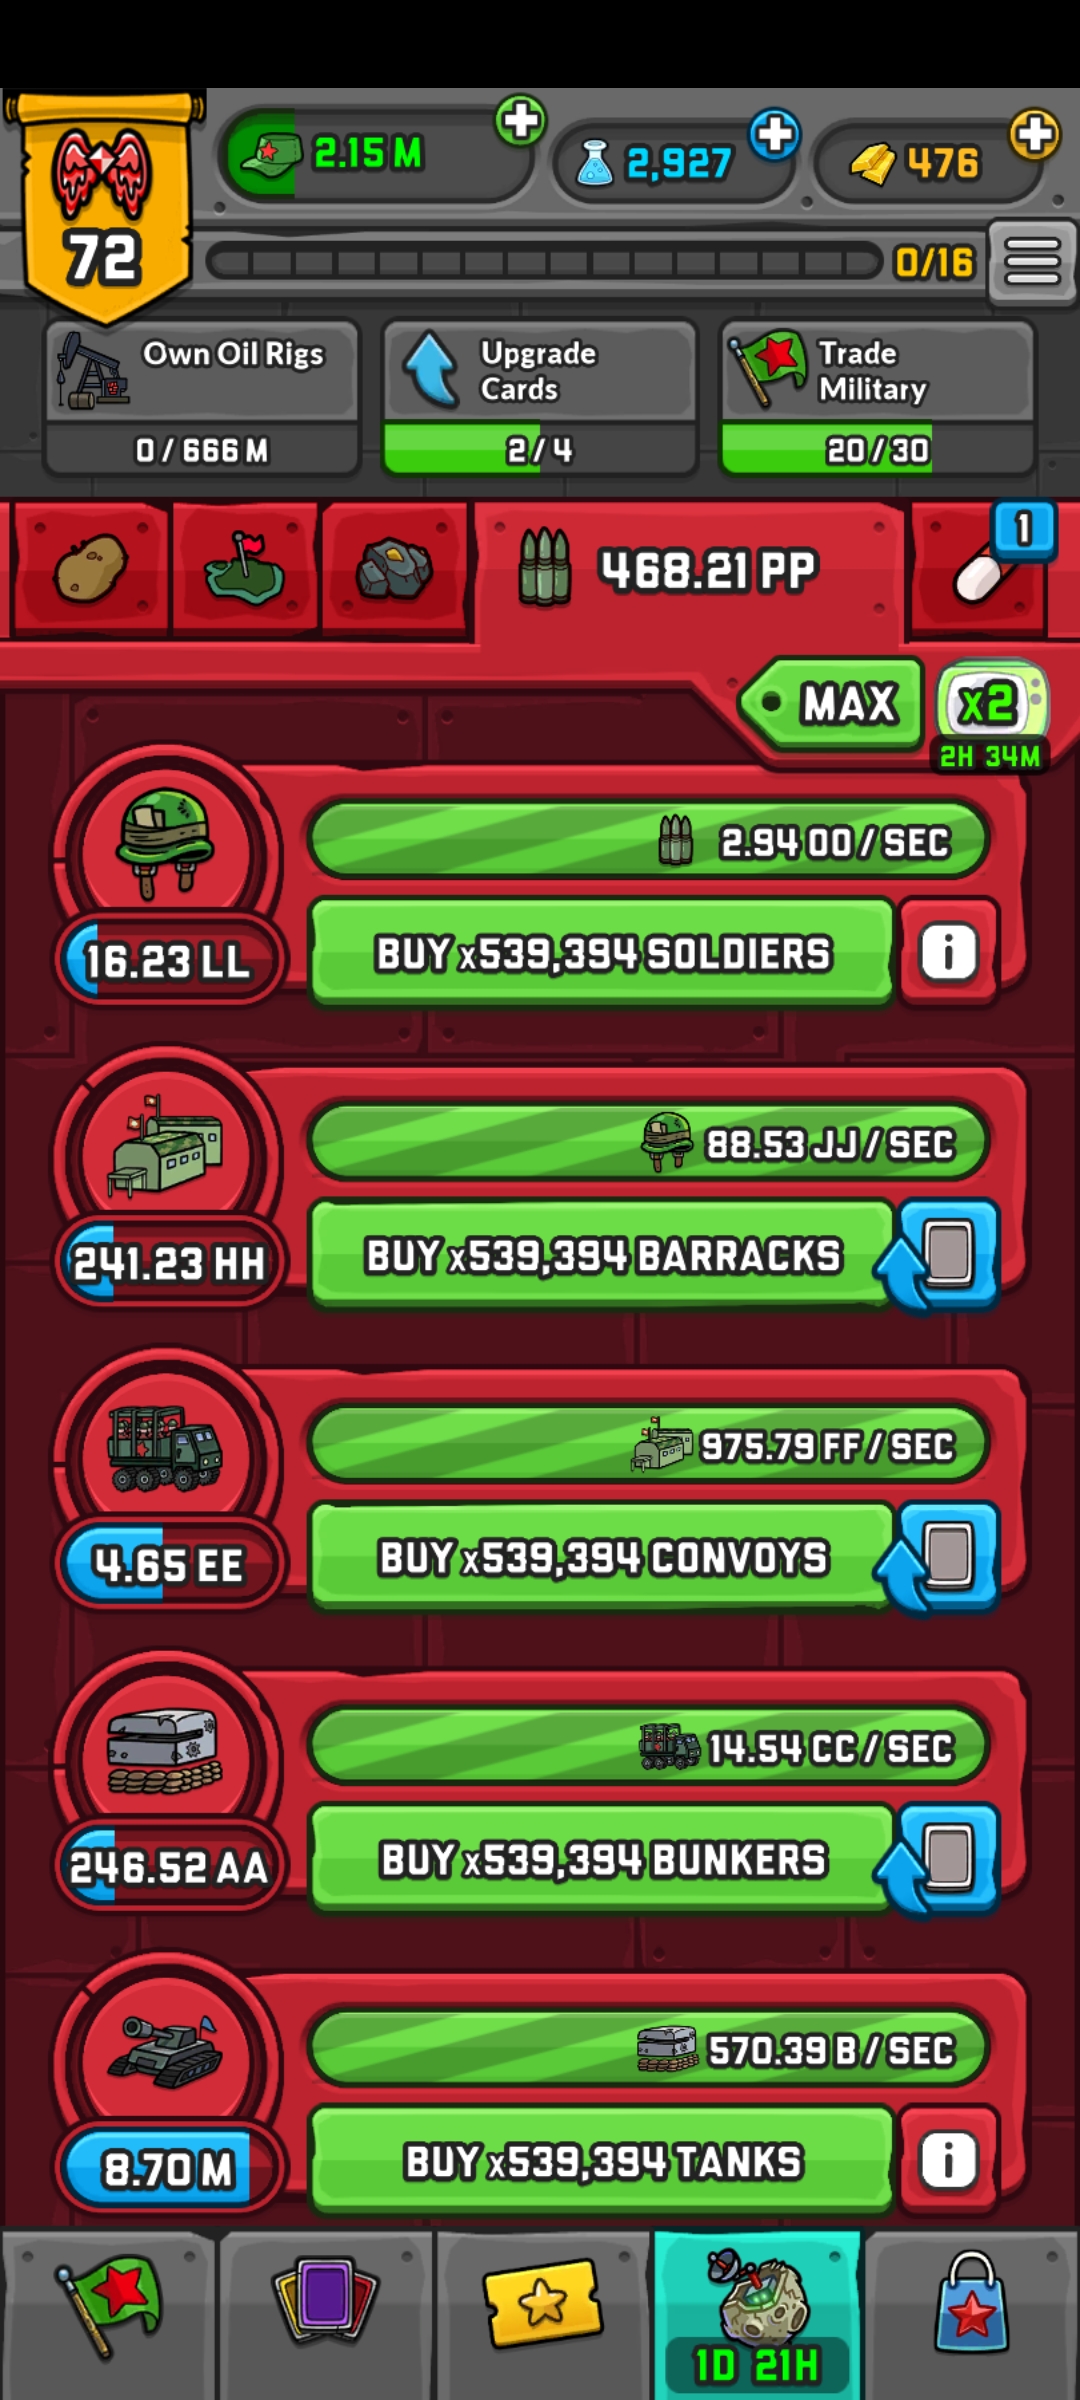 72
2.15 M
2,927
476
0/16
Own Oil Rigs
0 / 666 M
Upgrade
Cards
2 / 4
Trade
Military
20 / 30
468.21 PP
1
MAX
x2
2H 34M
2.94 OO / SEC
16.23 LL
BUY x539,394 SOLDIERS
i
88.53 JJ / SEC
241.23 HH
BUY x539,394 BARRACKS
975.79 FF / SEC
4.65 EE
BUY x539,394 CONVOYS
14.54 CC / SEC
246.52 AA
BUY x539,394 BUNKERS
570.39 B / SEC
8.70 M
BUY x539,394 TANKS
i
1D 21H